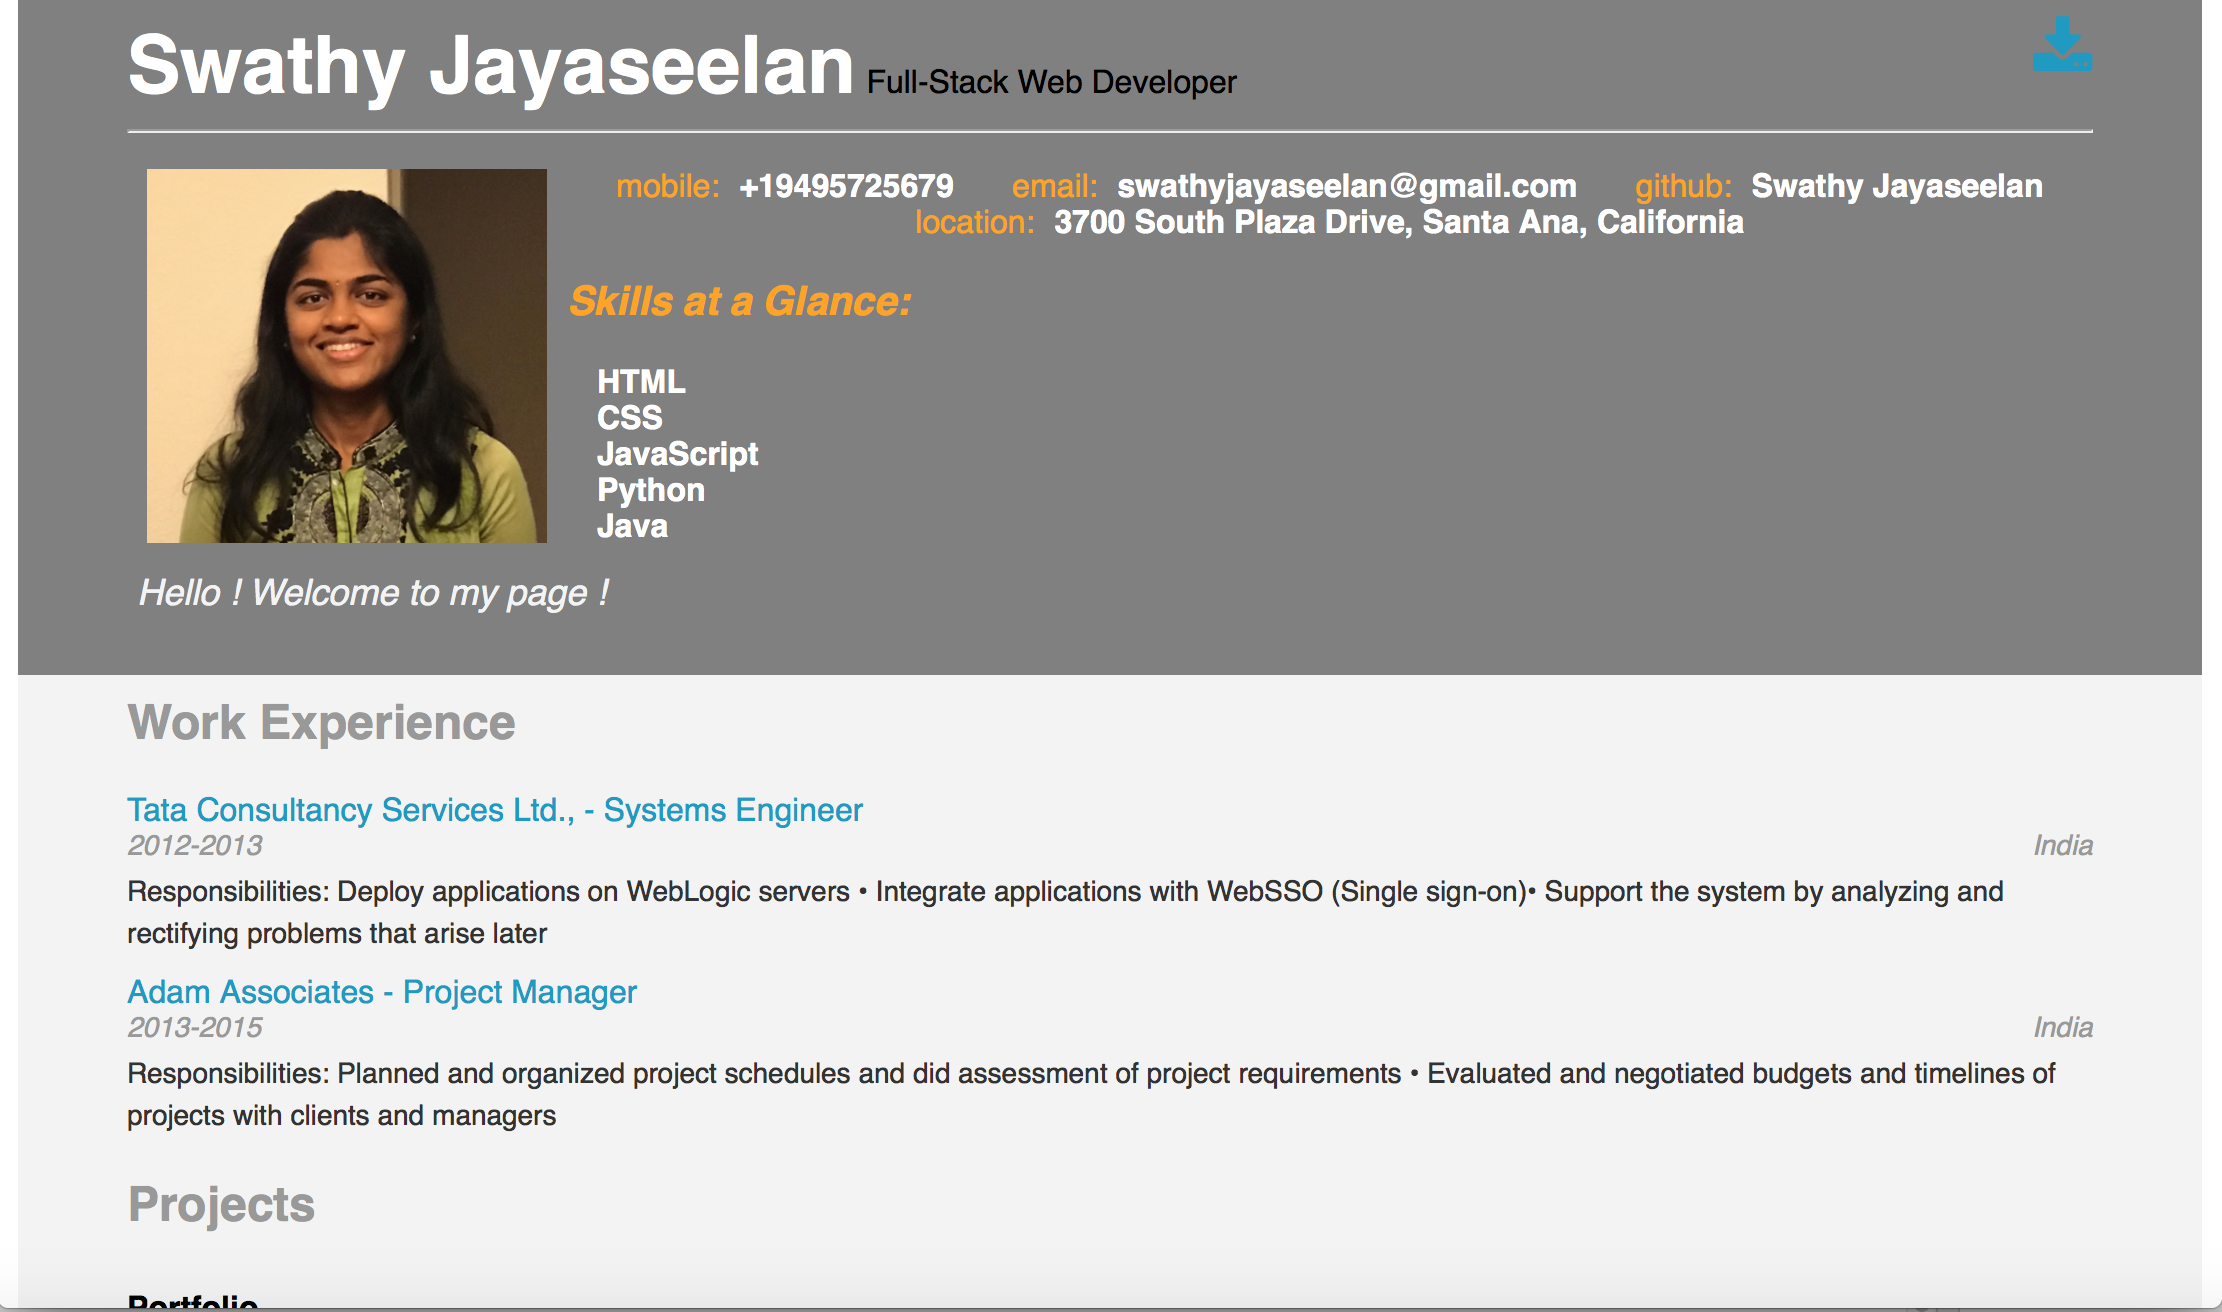 Swathy Jayaseelan Full-Stack Web Developer
mobile: +19495725679 email: swathyjayaseelan@gmail.com github: Swathy Jayaseelan
location: 3700 South Plaza Drive, Santa Ana, California
Skills at a Glance:
HTML
CSS
JavaScript
Python
Java
Hello ! Welcome to my page !
Work Experience
Tata Consultancy Services Ltd., - Systems Engineer
2012-2013 India
Responsibilities: Deploy applications on WebLogic servers • Integrate applications with WebSSO (Single sign-on)• Support the system by analyzing and
rectifying problems that arise later
Adam Associates - Project Manager
2013-2015 India
Responsibilities: Planned and organized project schedules and did assessment of project requirements • Evaluated and negotiated budgets and timelines of
projects with clients and managers
Projects
Portfolio